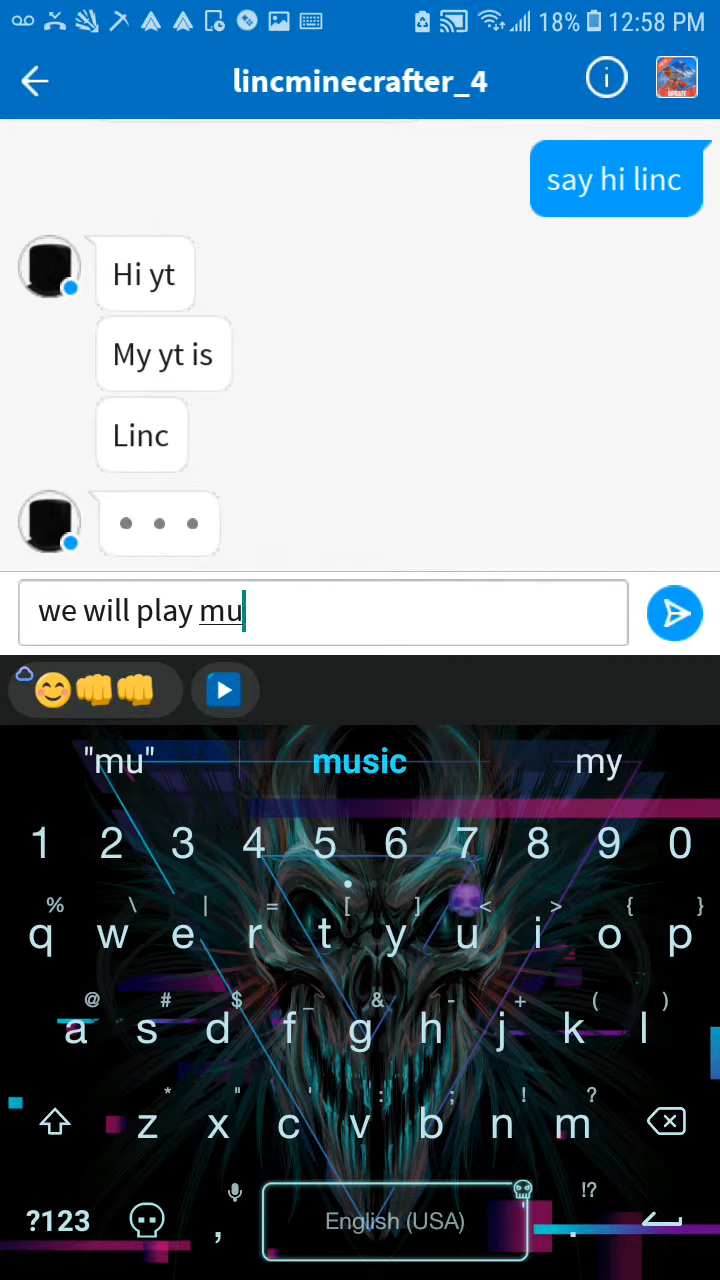 18% 12:58 PM
lincminecrafter_4
UPDATE
say hi linc
Hi yt
My yt is
Linc
we will play mu
"mu" music my
1 2 3 4 5 6 7 8 9 0
% \ | = [ ] < > { }
q w e r t y u i o p
@ # $ _ & - + ( )
a s d f g h j k l
* " ' : ; ! ?
z x c v b n m
!?
?123 , English (USA) .